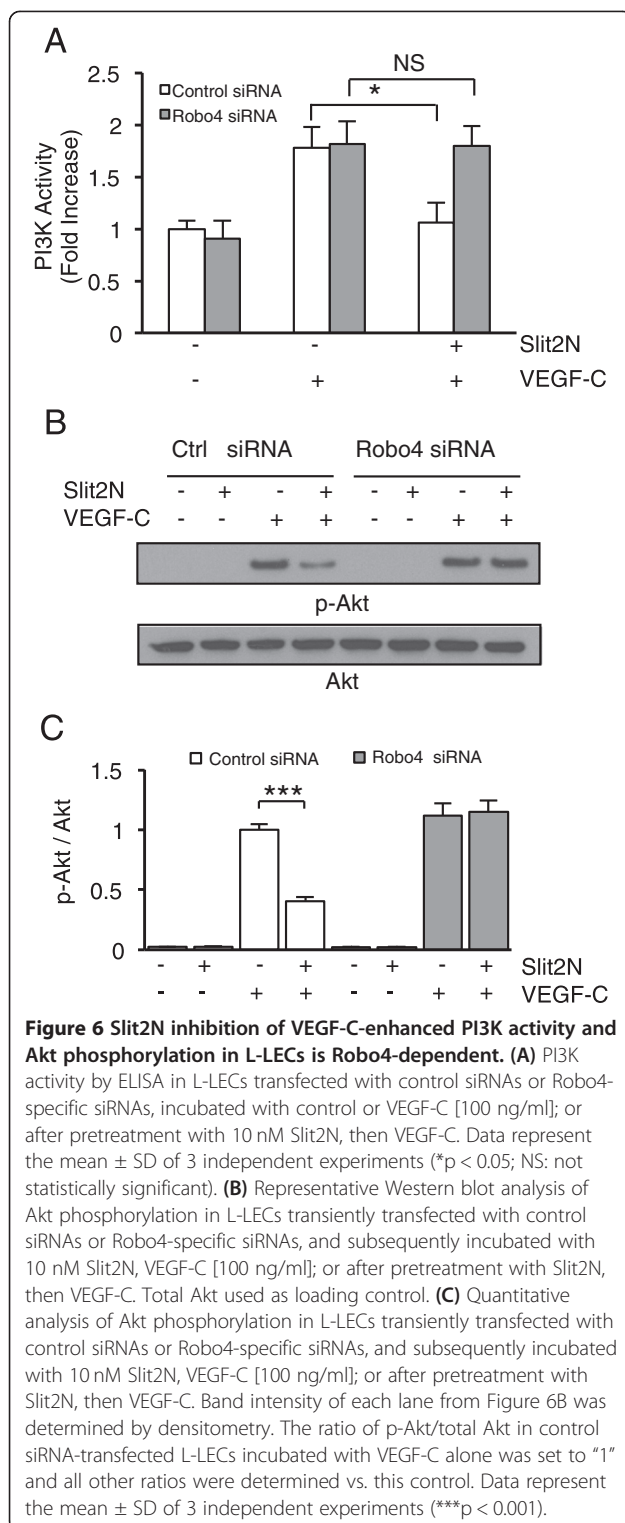 A
2.5
2
1.5
1
0.5
0
PI3K Activity
(Fold Increase)
Control siRNA
Robo4 siRNA
*
NS
- - + Slit2N
- + + VEGF-C
B
Ctrl siRNA Robo4 siRNA
Slit2N - + - + - + - +
VEGF-C - - + + - - + +
p-Akt
Akt
C
Control siRNA Robo4 siRNA
1.5
1
0.5
0
p-Akt / Akt
***
- + - + - + - + Slit2N
- - + + - - + + VEGF-C
Figure 6 Slit2N inhibition of VEGF-C-enhanced PI3K activity and
Akt phosphorylation in L-LECs is Robo4-dependent. (A) PI3K
activity by ELISA in L-LECs transfected with control siRNAs or Robo4-
specific siRNAs, incubated with control or VEGF-C [100 ng/ml]; or
after pretreatment with 10 nM Slit2N, then VEGF-C. Data represent
the mean ± SD of 3 independent experiments (*p < 0.05; NS: not
statistically significant). (B) Representative Western blot analysis of
Akt phosphorylation in L-LECs transiently transfected with control
siRNAs or Robo4-specific siRNAs, and subsequently incubated with
10 nM Slit2N, VEGF-C [100 ng/ml]; or after pretreatment with Slit2N,
then VEGF-C. Total Akt used as loading control. (C) Quantitative
analysis of Akt phosphorylation in L-LECs transiently transfected with
control siRNAs or Robo4-specific siRNAs, and subsequently incubated
with 10 nM Slit2N, VEGF-C [100 ng/ml]; or after pretreatment with
Slit2N, then VEGF-C. Band intensity of each lane from Figure 6B was
determined by densitometry. The ratio of p-Akt/total Akt in control
siRNA-transfected L-LECs incubated with VEGF-C alone was set to “1”
and all other ratios were determined vs. this control. Data represent
the mean ± SD of 3 independent experiments (***p < 0.001).